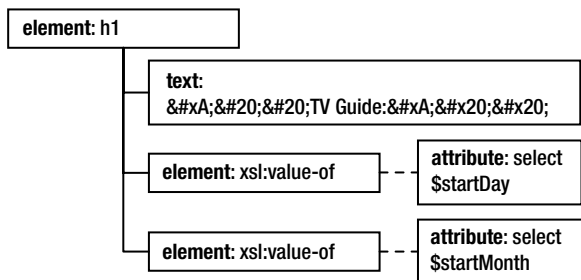 element: h1
text:
&#xA;&#20;&#20;TV Guide:&#xA;&#x20;&#x20;
element: xsl:value-of
attribute: select
$startDay
element: xsl:value-of
attribute: select
$startMonth